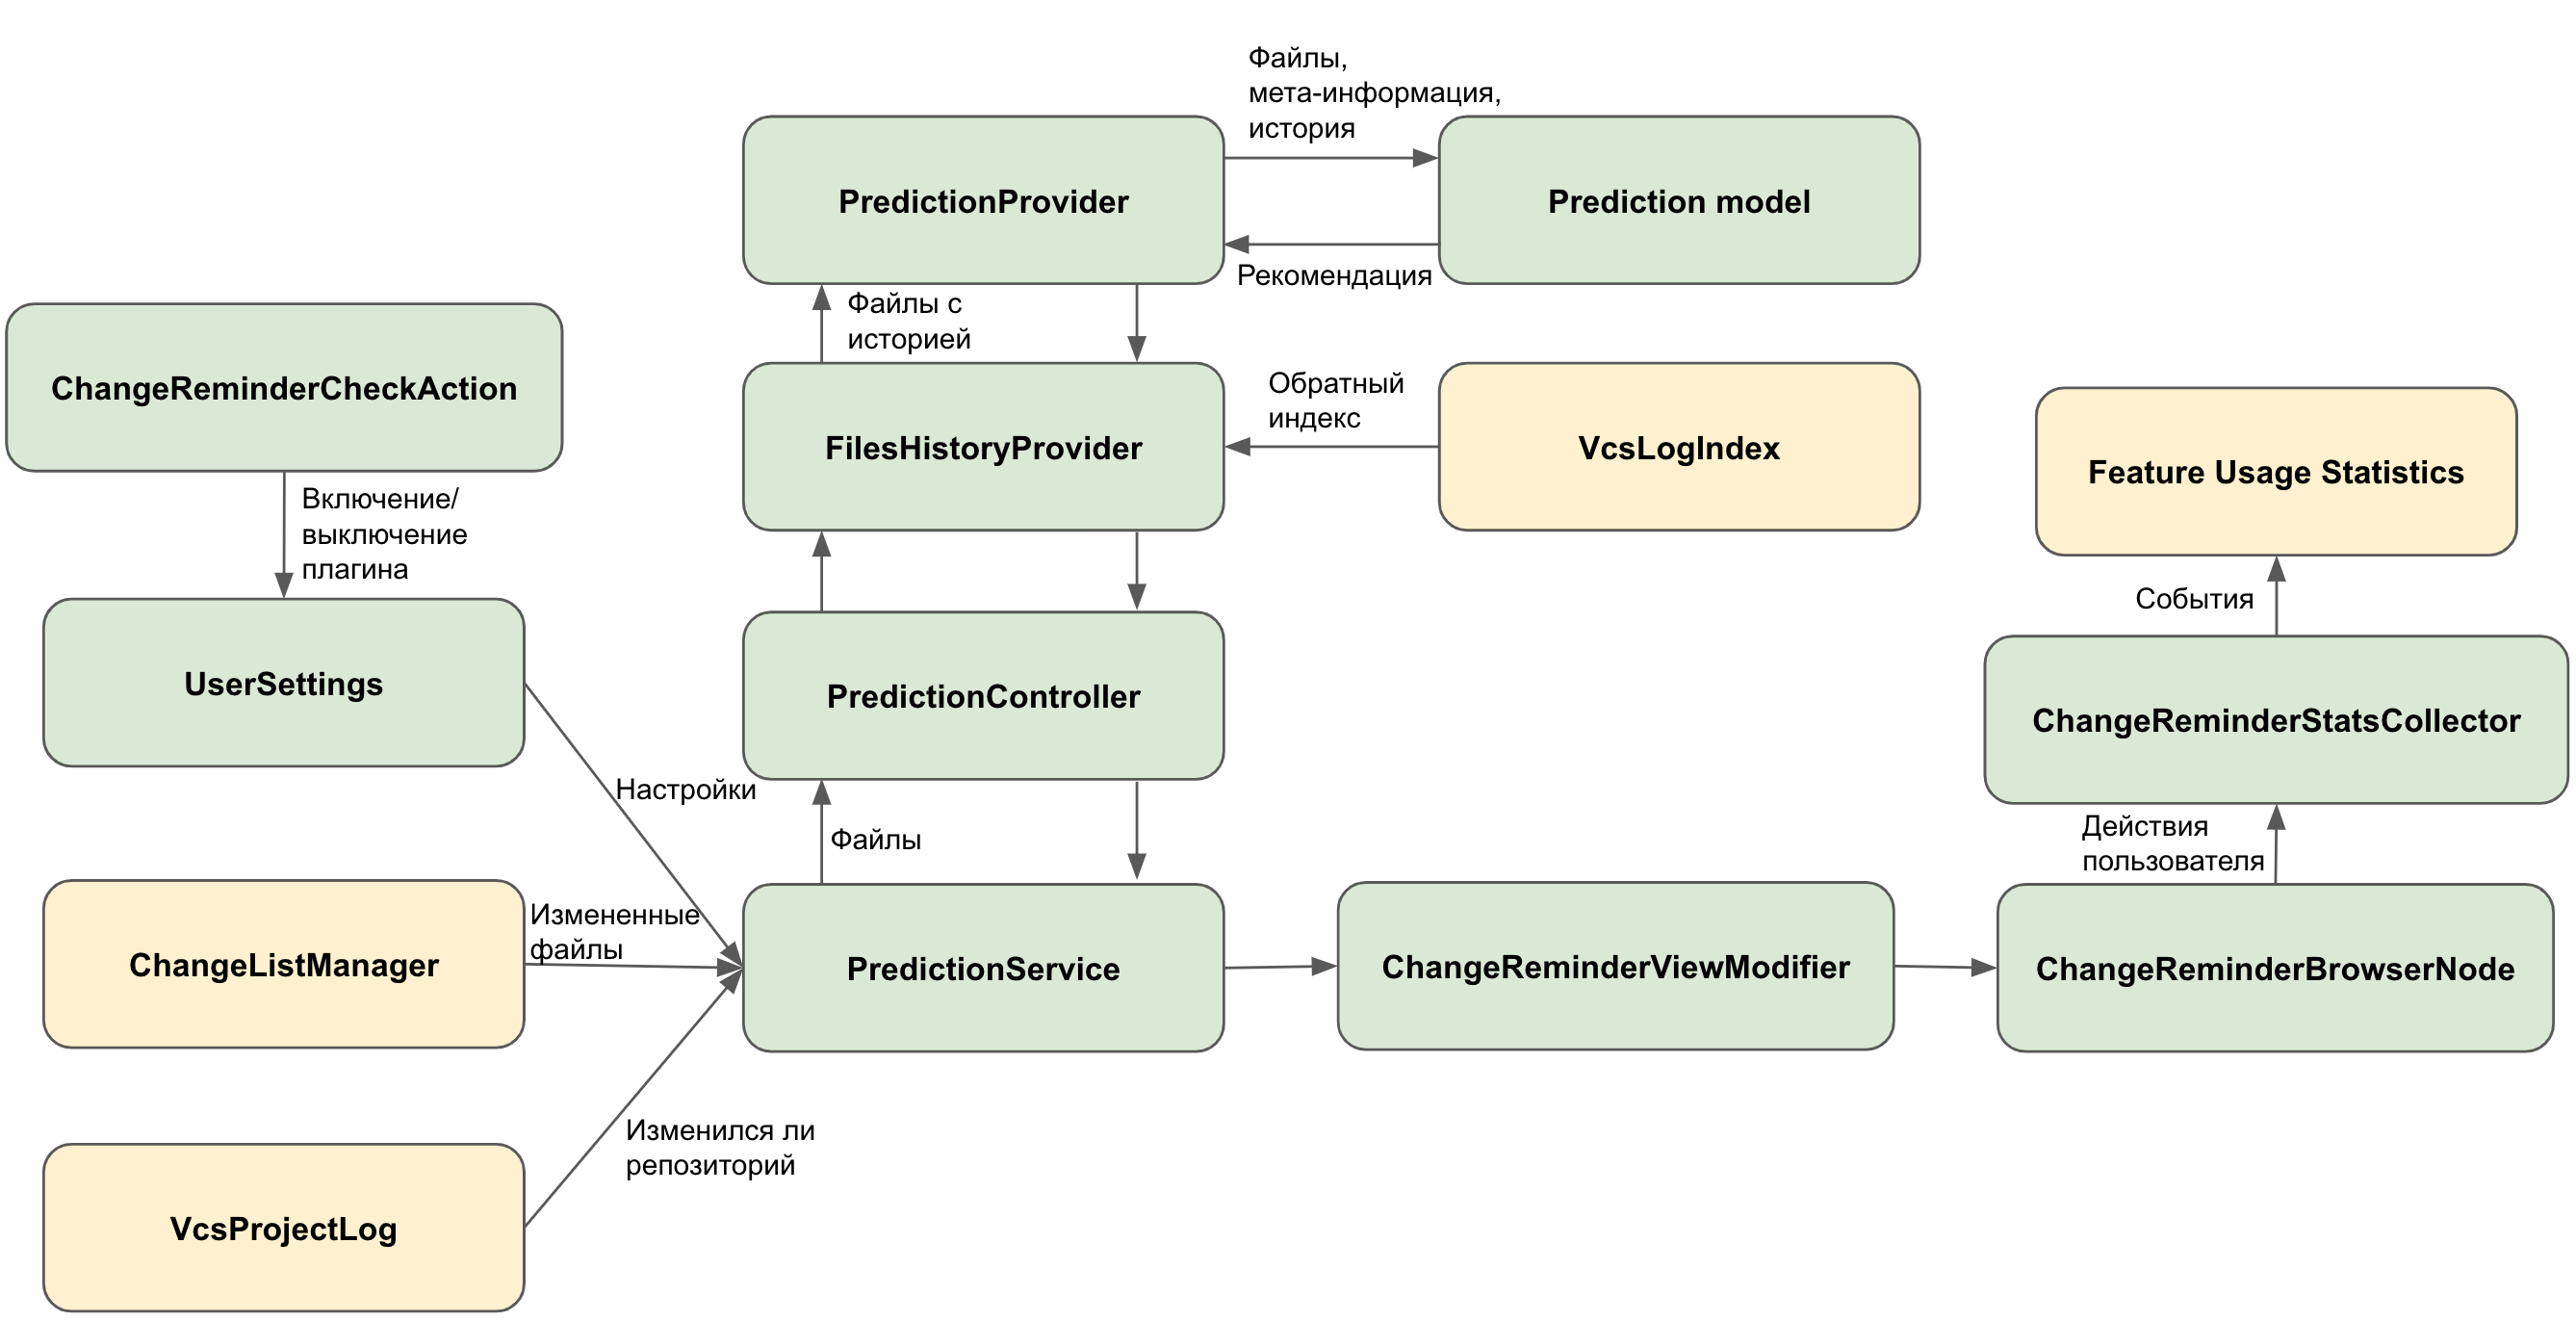 Файлы,
мета-информация,
история
PredictionProvider
Prediction model
Рекомендация
Файлы с
историей
ChangeReminderCheckAction
Обратный
индекс
FilesHistoryProvider
VcsLogIndex
Feature Usage Statistics
Включение/
выключение
плагина
События
UserSettings
PredictionController
ChangeReminderStatsCollector
Настройки
Файлы
Действия
пользователя
Измененные
файлы
ChangeListManager
PredictionService
ChangeReminderViewModifier
ChangeReminderBrowserNode
Изменился ли
репозиторий
VcsProjectLog